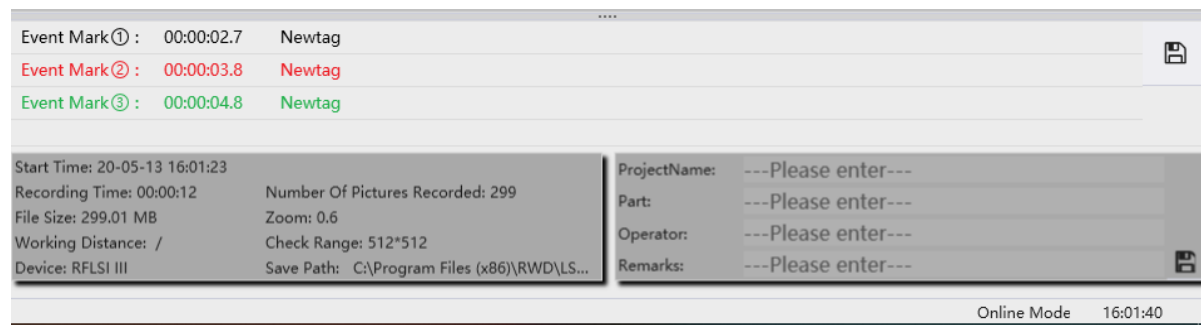 Event Mark① : 00:00:02.7 Newtag
Event Mark② : 00:00:03.8 Newtag
Event Mark③ : 00:00:04.8 Newtag
Start Time: 20-05-13 16:01:23
Recording Time: 00:00:12 Number Of Pictures Recorded: 299
File Size: 299.01 MB Zoom: 0.6
Working Distance: / Check Range: 512*512
Device: RFLSI III Save Path: C:\Program Files (x86)\RWD\LS...
ProjectName: ---Please enter---
Part: ---Please enter---
Operator: ---Please enter---
Remarks: ---Please enter---
Online Mode 16:01:40